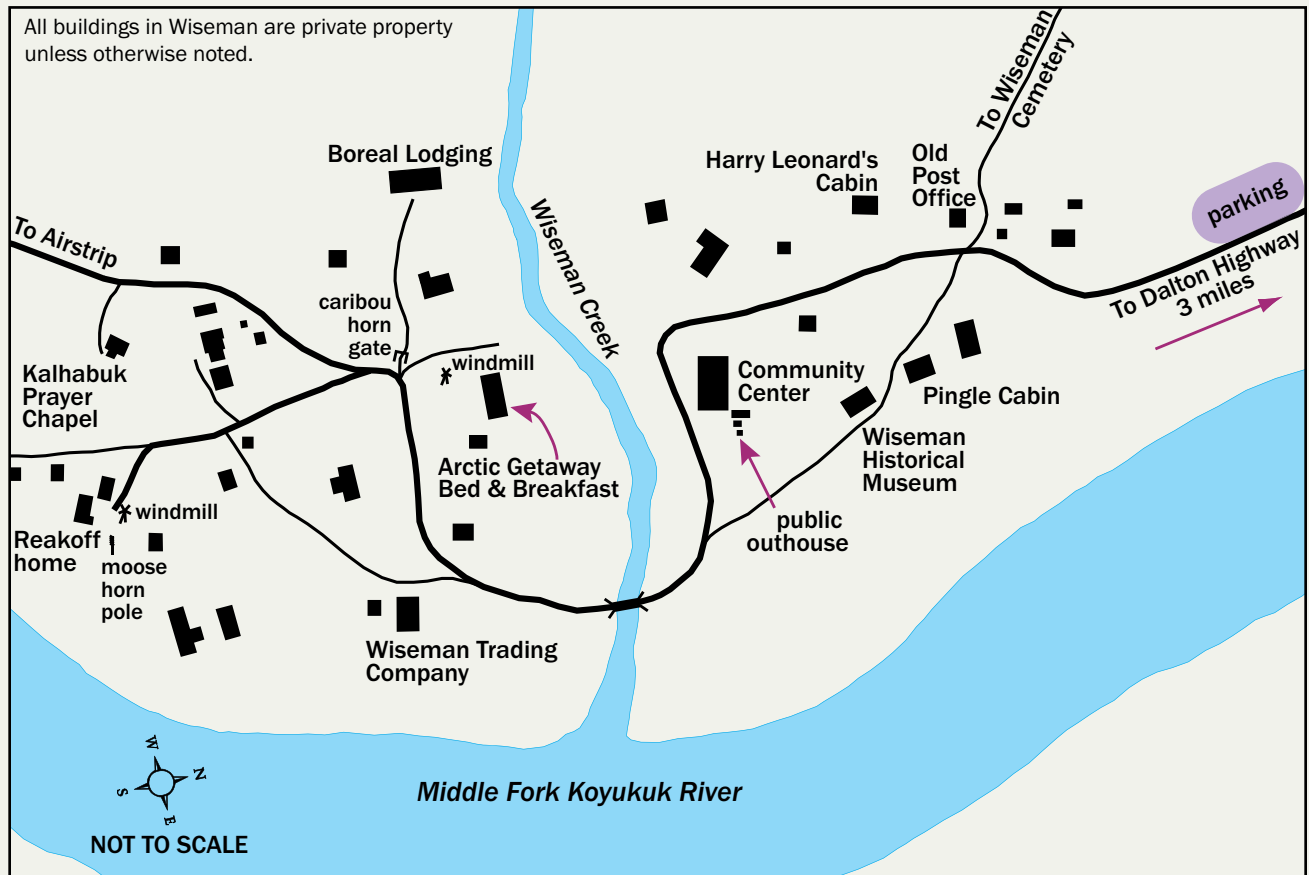 All buildings in Wiseman are private property
unless otherwise noted.
To Wiseman
Cemetery
Boreal Lodging
Harry Leonard's
Cabin
Old
Post
Office
parking
To Airstrip
Wiseman Creek
To Dalton Highway
3 miles
caribou
horn
gate
windmill
Kalhabuk
Prayer
Chapel
Community
Center
Pingle Cabin
Arctic Getaway
Bed & Breakfast
Wiseman
Historical
Museum
windmill
public
outhouse
Reakoff
home
moose
horn
pole
Wiseman Trading
Company
W
N
S
E
Middle Fork Koyukuk River
NOT TO SCALE